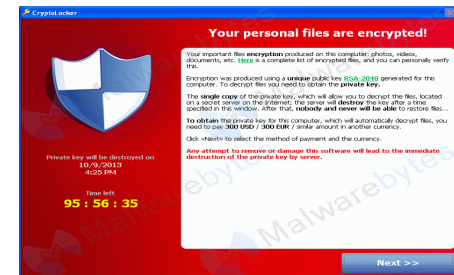 CryptoLocker
Your personal files are encrypted!
Your important files encryption produced on this computer: photos, videos,
documents, etc. Here is a complete list of encrypted files, and you can personally verify
this.
Encryption was produced using a unique public key RSA-2048 generated for this
computer. To decrypt files you need to obtain the private key.
The single copy of the private key, which will allow you to decrypt the files, located
on a secret server on the Internet; the server will destroy the key after a time
specified in this window. After that, nobody and never will be able to restore files...
To obtain the private key for this computer, which will automatically decrypt files, you
need to pay 300 USD / 300 EUR / similar amount in another currency.
Click «Next» to select the method of payment and the currency.
Any attempt to remove or damage this software will lead to the immediate
destruction of the private key by server.
Private key will be destroyed on
10/9/2013
4:25 PM
Time left
95 : 56 : 35
Next >>
Malwarebytes
Malwarebytes